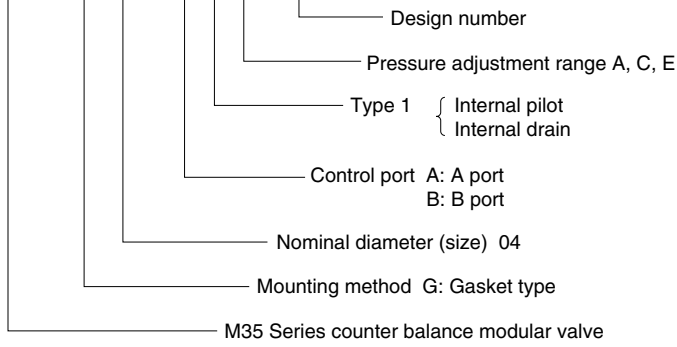 Design number
Pressure adjustment range A, C, E
Type 1 { Internal pilot
Internal drain
Control port A: A port
B: B port
Nominal diameter (size) 04
Mounting method G: Gasket type
M35 Series counter balance modular valve